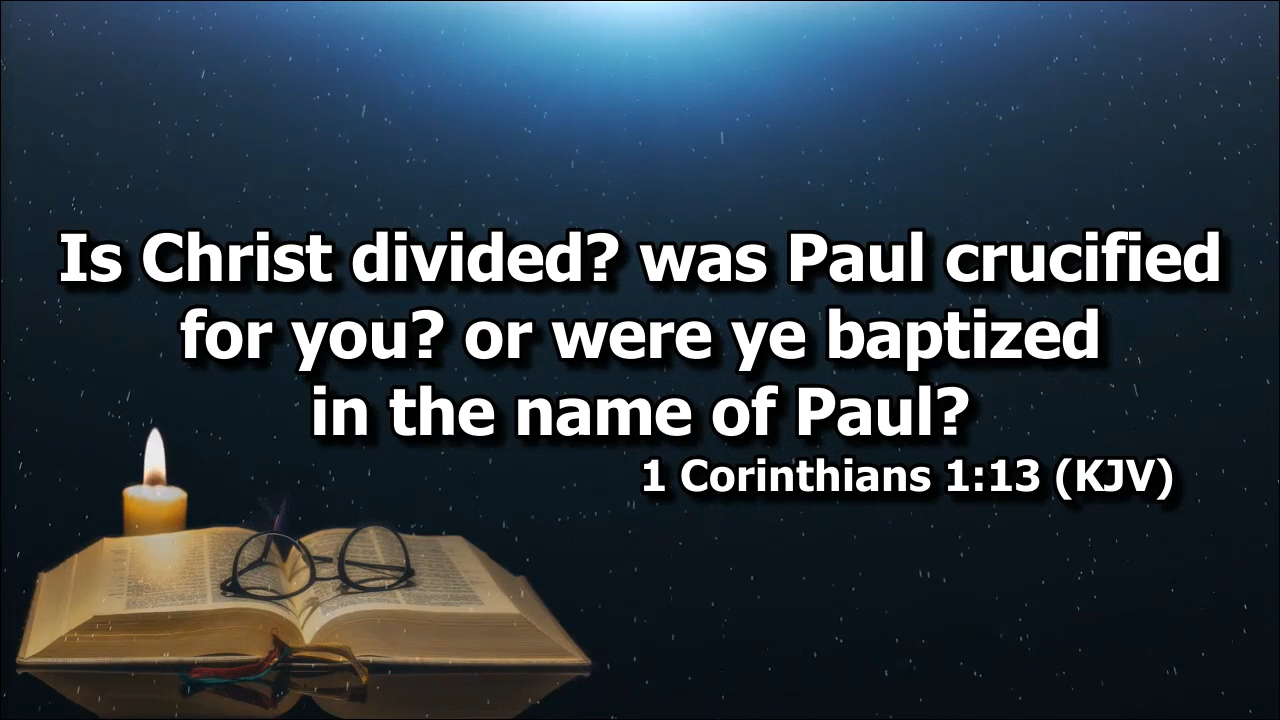 Is Christ divided? was Paul crucified
for you? or were ye baptized
in the name of Paul?
1 Corinthians 1:13 (KJV)